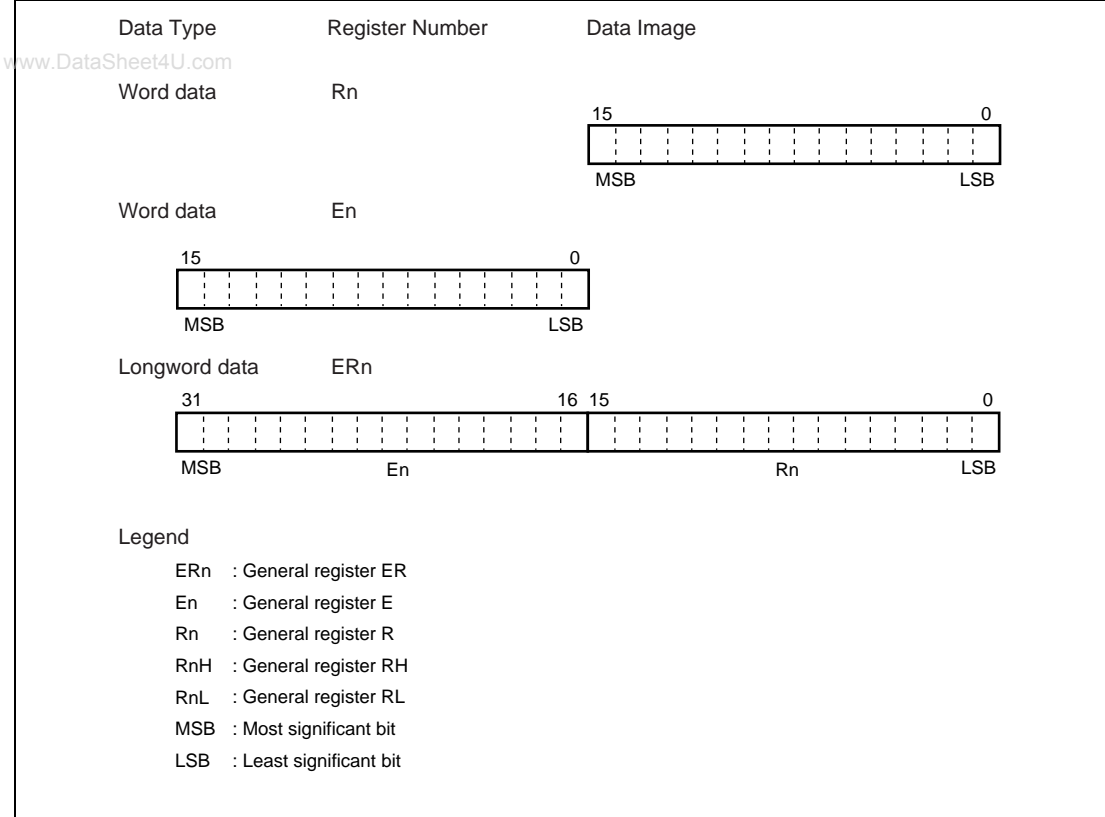 Data Type Register Number Data Image
www.DataSheet4U.com
Word data Rn
15 0
MSB LSB
Word data En
15 0
MSB LSB
Longword data ERn
31 16 15 0
MSB En Rn LSB
Legend
ERn : General register ER
En : General register E
Rn : General register R
RnH : General register RH
RnL : General register RL
MSB : Most significant bit
LSB : Least significant bit